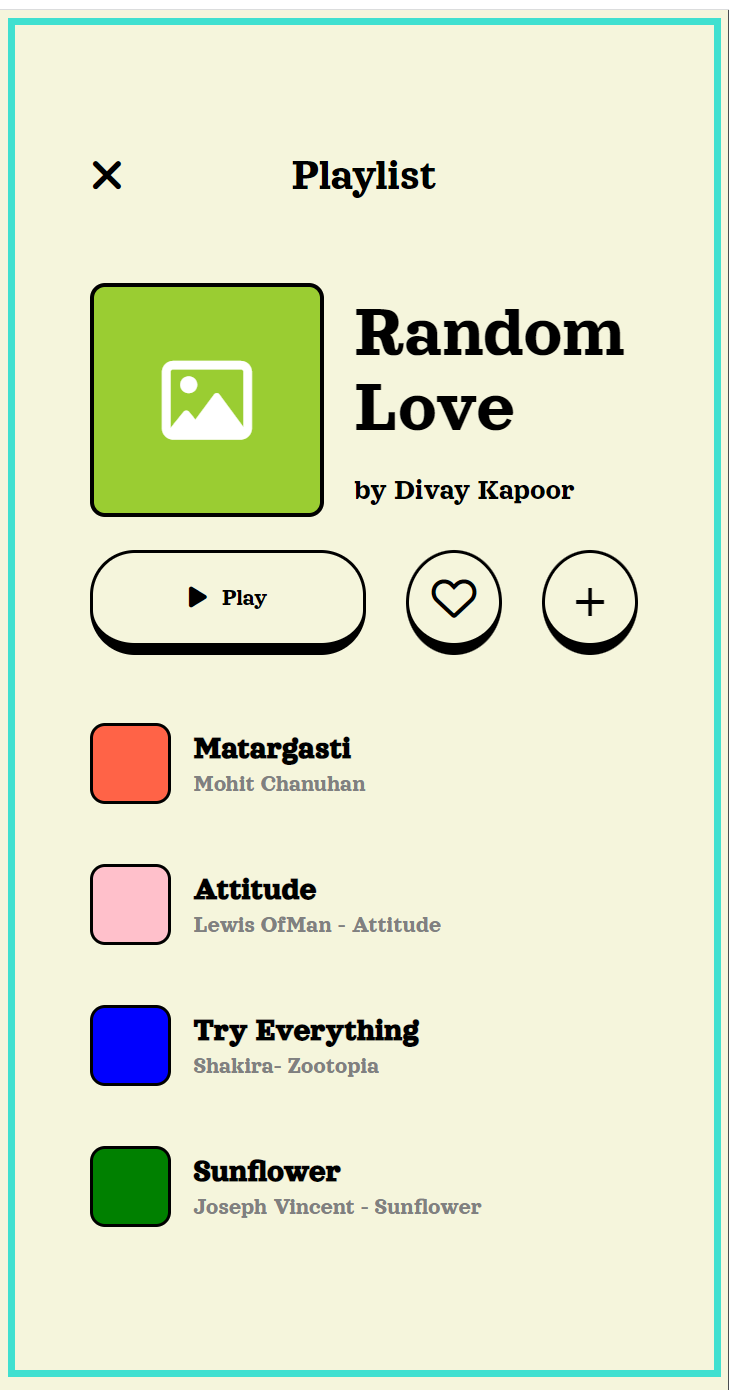 Playlist
Random
Love
by Divay Kapoor
Play
Matargasti
Mohit Chanuhan
Attitude
Lewis OfMan - Attitude
Try Everything
Shakira- Zootopia
Sunflower
Joseph Vincent - Sunflower